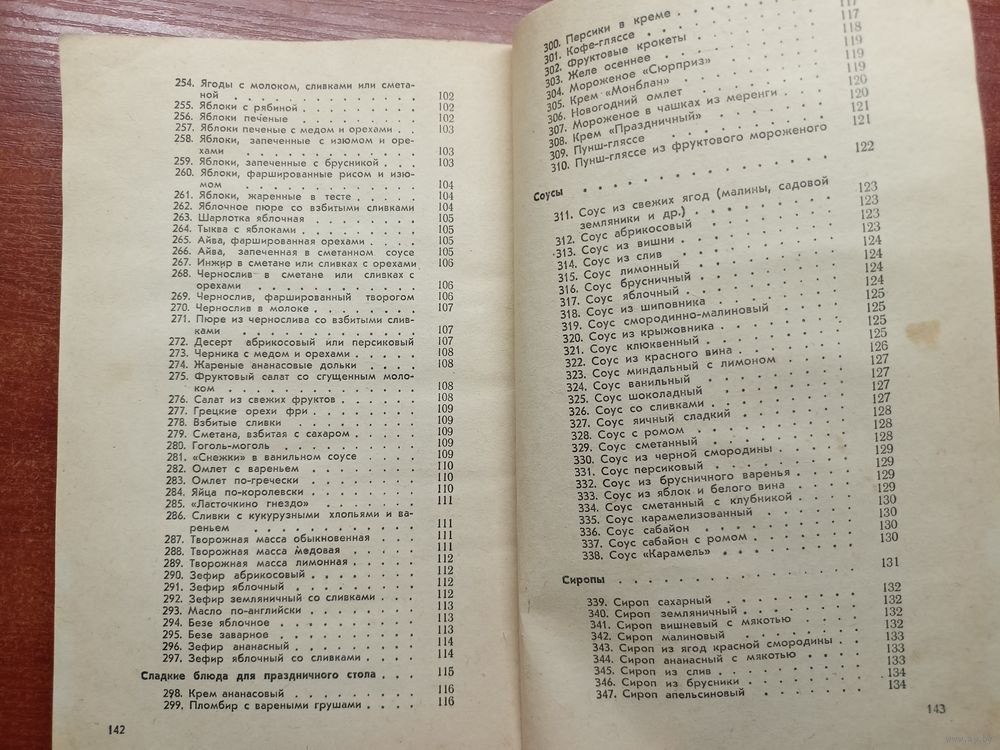 254. Ягоды с молоком, сливками или смета-
ной . . . . . . . . . . 102
255. Яблоки с рябиной . . . . . . 102
256. Яблоки печеные . . . . . . 102
257. Яблоки печеные с медом и орехами . . 103
258. Яблоки, запеченные с изюмом и оре-
хами . . . . . . . . . . 103
259. Яблоки, запеченные с брусникой . . . 103
260. Яблоки, фаршированные рисом и изю-
мом . . . . . . . . . . 104
261. Яблоки, жаренные в тесте . . . . . 104
262. Яблочное пюре со взбитыми сливками 104
263. Шарлотка яблочная . . . . . . 105
264. Тыква с яблоками . . . . . . . 105
265. Айва, фаршированная орехами . . . . 105
266. Айва, запеченная в сметанном соусе 105
267. Инжир в сметане или сливках с орехами 106
268. Чернослив в сметане или сливках с
орехами . . . . . . . . . 106
269. Чернослив, фаршированный творогом 106
270. Чернослив в молоке . . . . . . 107
271. Пюре из чернослива со взбитыми слив-
ками . . . . . . . . . . 107
272. Десерт абрикосовый или персиковый 107
273. Черника с медом и орехами . . . . 108
274. Жареные ананасовые дольки . . . . 108
275. Фруктовый салат со сгущенным моло-
ком . . . . . . . . . . 108
276. Салат из свежих фруктов . . . . . 108
277. Грецкие орехи фри . . . . . . 109
278. Взбитые сливки . . . . . . . 109
279. Сметана, взбитая с сахаром . . . . 109
280. Гоголь-моголь . . . . . . . . 109
281. «Снежки» в ванильном соусе . . . . 109
282. Омлет с вареньем . . . . . . . 110
283. Омлет по-гречески . . . . . . 110
284. Яйца по-королевски . . . . . . 110
285. «Ласточкино гнездо» . . . . . . 111
286. Сливки с кукурузными хлопьями и ва-
реньем . . . . . . . . . 111
287. Творожная масса обыкновенная . . . 111
288. Творожная масса медовая . . . . . 111
289. Творожная масса лимонная . . . . . 112
290. Зефир абрикосовый . . . . . . 112
291. Зефир яблочный . . . . . . . 112
292. Зефир земляничный со сливками . . . 112
293. Масло по-английски . . . . . . 113
294. Безе яблочное . . . . . . . . 113
295. Безе заварное . . . . . . . . 113
296. Зефир ананасный . . . . . . . 114
297. Зефир яблочный со сливками . . . . 114
Сладкие блюда для праздничного стола . . . 115
298. Крем ананасовый . . . . . . . 116
299. Пломбир с вареными грушами . . . . 116
142
300. Персики в креме . . . . . . . 117
301. Кофе-гляссе . . . . . . . . 117
302. Фруктовые крокеты . . . . . . 118
303. Желе осеннее . . . . . . . . 119
304. Мороженое «Сюрприз» . . . . . 119
305. Крем «Монблан» . . . . . . . 119
306. Новогодний омлет . . . . . . 120
307. Мороженое в чашках из меренги . . 120
308. Крем «Праздничный» . . . . . . 121
309. Пунш-гляссе . . . . . . . . 121
310. Пунш-гляссе из фруктового мороженого
Соусы . . . . . . . . . . . 122
311. Соус из свежих ягод (малины, садовой
земляники и др.) . . . . . . . 123
312. Соус абрикосовый . . . . . . 123
313. Соус из вишни . . . . . . . 123
314. Соус из слив . . . . . . . . 123
315. Соус лимонный . . . . . . . 124
316. Соус брусничный . . . . . . . 124
317. Соус яблочный . . . . . . . 124
318. Соус из шиповника . . . . . . 124
319. Соус смородинно-малиновый . . . . 125
320. Соус из крыжовника . . . . . . 125
321. Соус клюквенный . . . . . . . 125
322. Соус из красного вина . . . . . 125
323. Соус миндальный с лимоном . . . . 126
324. Соус ванильный . . . . . . . 127
325. Соус шоколадный . . . . . . . 127
326. Соус со сливками . . . . . . . 127
327. Соус яичный сладкий . . . . . . 127
328. Соус с ромом . . . . . . . . 128
329. Соус сметанный . . . . . . . 128
330. Соус из черной смородины . . . . 128
331. Соус персиковый . . . . . . . 129
332. Соус из брусничного варенья . . . . 129
333. Соус из яблок и белого вина . . . . 129
334. Соус сметанный с клубникой . . . . 129
335. Соус карамелизованный . . . . . 130
336. Соус сабайон . . . . . . . . 130
337. Соус сабайон с ромом . . . . . . 130
338. Соус «Карамель» . . . . . . . 130
Сиропы . . . . . . . . . . . 131
339. Сироп сахарный . . . . . . . 132
340. Сироп земляничный . . . . . . 132
341. Сироп вишневый с мякотью . . . . 132
342. Сироп малиновый . . . . . . . 132
343. Сироп из ягод красной смородины . . 133
344. Сироп ананасный с мякотью . . . . 133
345. Сироп из слив . . . . . . . . 133
346. Сироп из брусники . . . . . . 134
347. Сироп апельсиновый . . . . . . 134
143